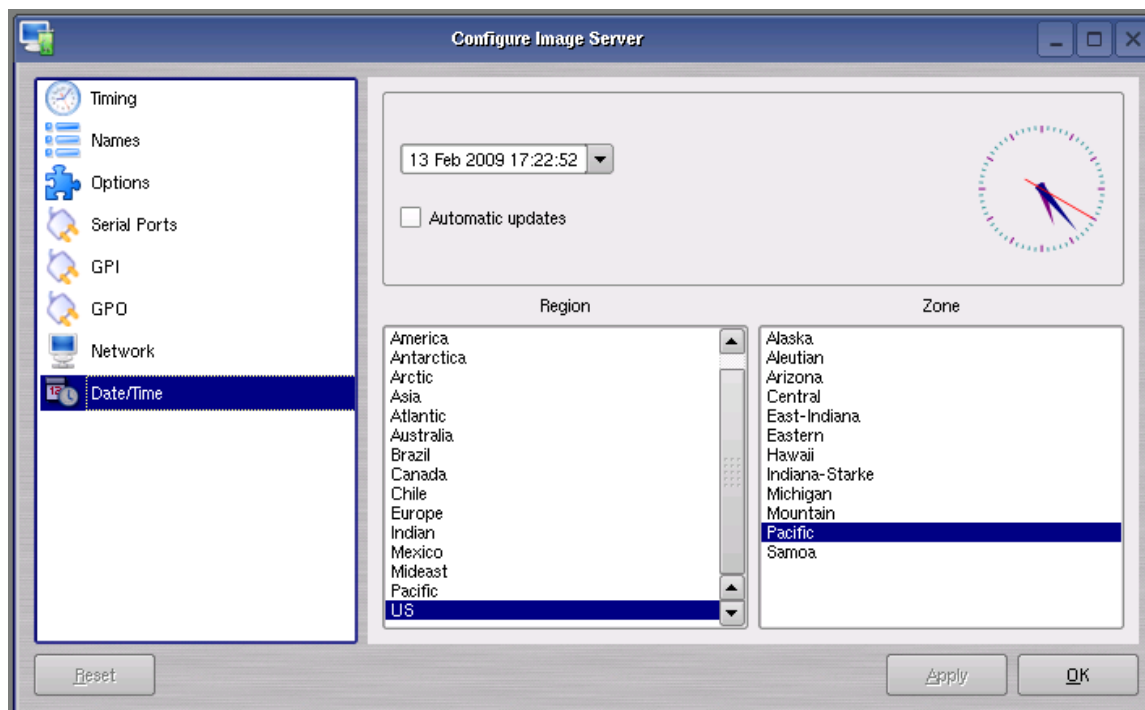 Configure Image Server
Timing
Names
Options
Serial Ports
GPI
GPO
Network
Date/Time
13 Feb 2009 17:22:52
Automatic updates
Region
America
Antarctica
Arctic
Asia
Atlantic
Australia
Brazil
Canada
Chile
Europe
Indian
Mexico
Mideast
Pacific
US
Zone
Alaska
Aleutian
Arizona
Central
East-Indiana
Eastern
Hawaii
Indiana-Starke
Michigan
Mountain
Pacific
Samoa
Reset
Apply
OK